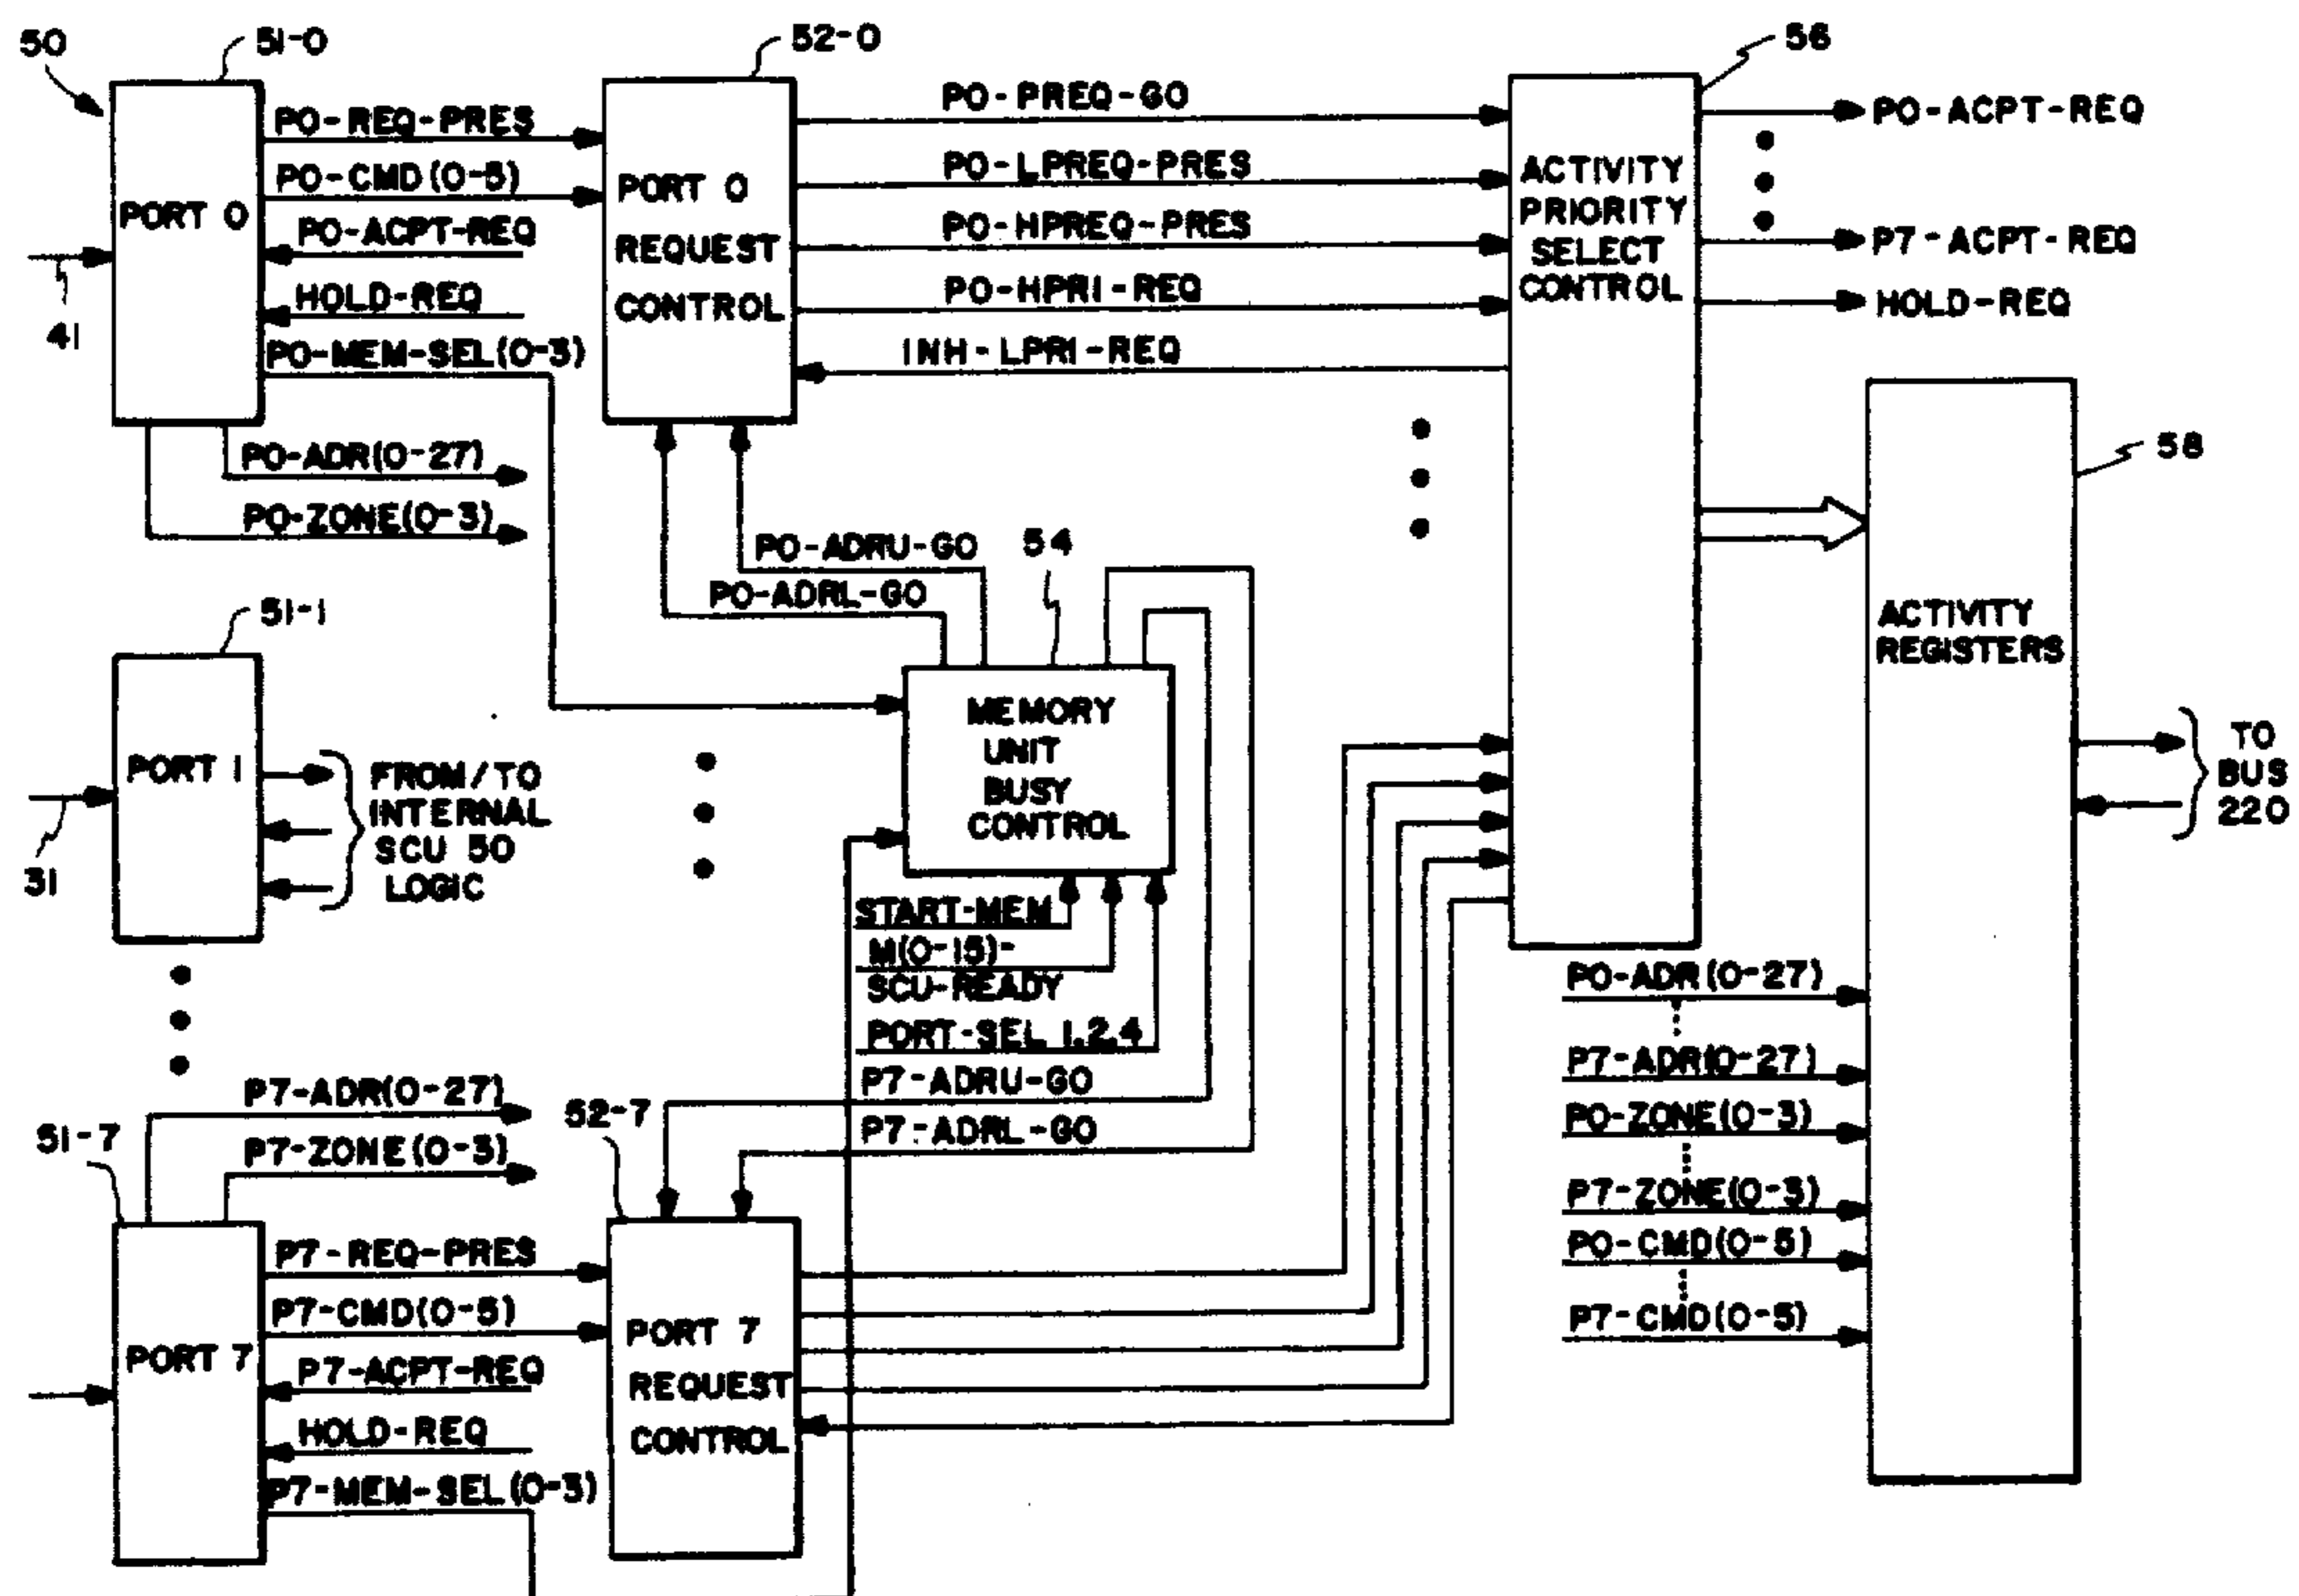 50
51-0
52-0
56
PO-REQ-PRES
PO-CMD(0-5)
PORT 0
PO-ACPT-REQ
HOLD-REQ
PO-MEM-SEL(0-3)
41
PORT 0
REQUEST
CONTROL
PO-PREQ-GO
PO-LPREQ-PRES
PO-HPREQ-PRES
PO-HPRI-REQ
INH-LPRI-REQ
ACTIVITY
PRIORITY
SELECT
CONTROL
PO-ACPT-REQ
P7-ACPT-REQ
HOLD-REQ
PO-ADR(0-27)
PO-ZONE(0-3)
58
PO-ADRU-GO
54
PO-ADRL-GO
ACTIVITY
REGISTERS
51-1
PORT 1
31
FROM/TO
INTERNAL
SCU 50
LOGIC
MEMORY
UNIT
BUSY
CONTROL
TO
BUS
220
START-MEM
M(0-15)-
SCU-READY
PORT-SEL 1.2.4
P7-ADRU-GO
P7-ADRL-GO
PO-ADR(0-27)
P7-ADR(0-27)
PO-ZONE(0-3)
P7-ZONE(0-3)
PO-CMD(0-5)
P7-CMD(0-5)
P7-ADR(0-27)
51-7
P7-ZONE(0-3)
52-7
P7-REQ-PRES
P7-CMD(0-5)
PORT 7
P7-ACPT-REQ
HOLD-REQ
P7-MEM-SEL(0-3)
PORT 7
REQUEST
CONTROL